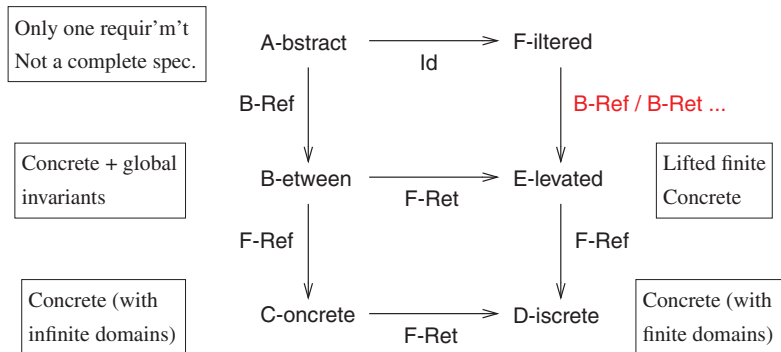 Only one requir'm't
Not a complete spec.
A-bstract
F-iltered
Id
B-Ref
B-Ref / B-Ret ...
Concrete + global
invariants
B-etween
E-levated
F-Ret
Lifted finite
Concrete
F-Ref
F-Ref
Concrete (with
infinite domains)
C-oncrete
D-iscrete
F-Ret
Concrete (with
finite domains)